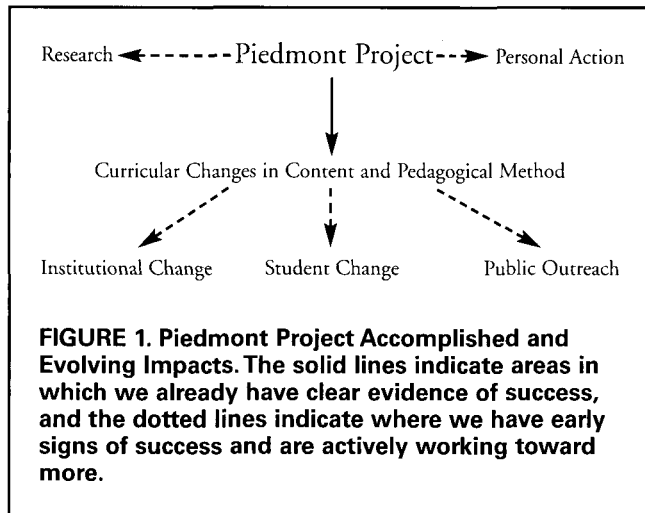 Research Piedmont Project Personal Action
Curricular Changes in Content and Pedagogical Method
Institutional Change Student Change Public Outreach
FIGURE 1. Piedmont Project Accomplished and
Evolving Impacts. The solid lines indicate areas in
which we already have clear evidence of success,
and the dotted lines indicate where we have early
signs of success and are actively working toward
more.